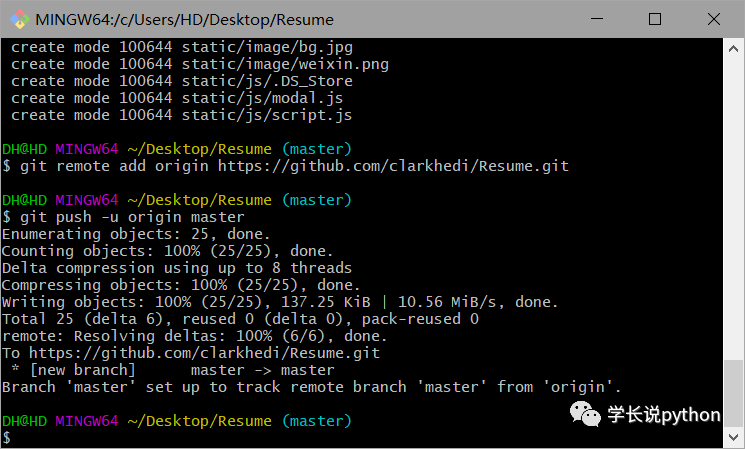 MINGW64:/c/Users/HD/Desktop/Resume
create mode 100644 static/image/bg.jpg
create mode 100644 static/image/weixin.png
create mode 100644 static/js/.DS_Store
create mode 100644 static/js/modal.js
create mode 100644 static/js/script.js
DH@HD MINGW64 ~/Desktop/Resume (master)
$ git remote add origin https://github.com/clarkhedi/Resume.git
DH@HD MINGW64 ~/Desktop/Resume (master)
$ git push -u origin master
Enumerating objects: 25, done.
Counting objects: 100% (25/25), done.
Delta compression using up to 8 threads
Compressing objects: 100% (25/25), done.
Writing objects: 100% (25/25), 137.25 KiB | 10.56 MiB/s, done.
Total 25 (delta 6), reused 0 (delta 0), pack-reused 0
remote: Resolving deltas: 100% (6/6), done.
To https://github.com/clarkhedi/Resume.git
* [new branch]      master -> master
Branch 'master' set up to track remote branch 'master' from 'origin'.
DH@HD MINGW64 ~/Desktop/Resume (master)
$
学长说python